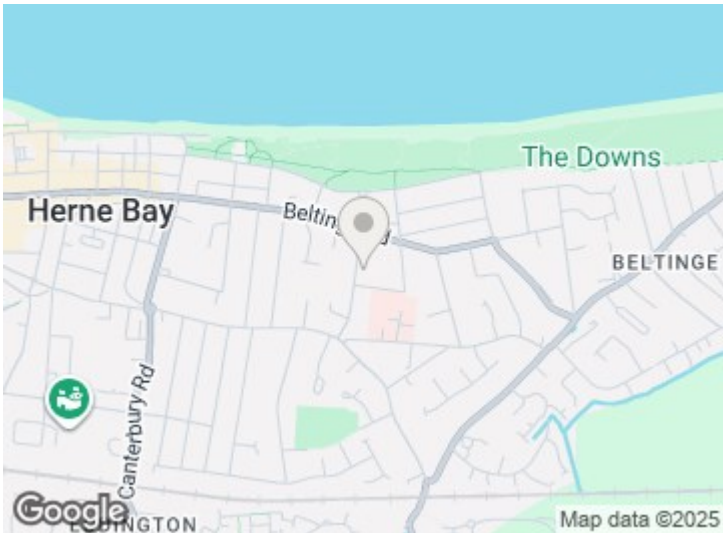 The Downs
Herne Bay
BELTINGE
Canterbury Rd
Google
Map data ©2025